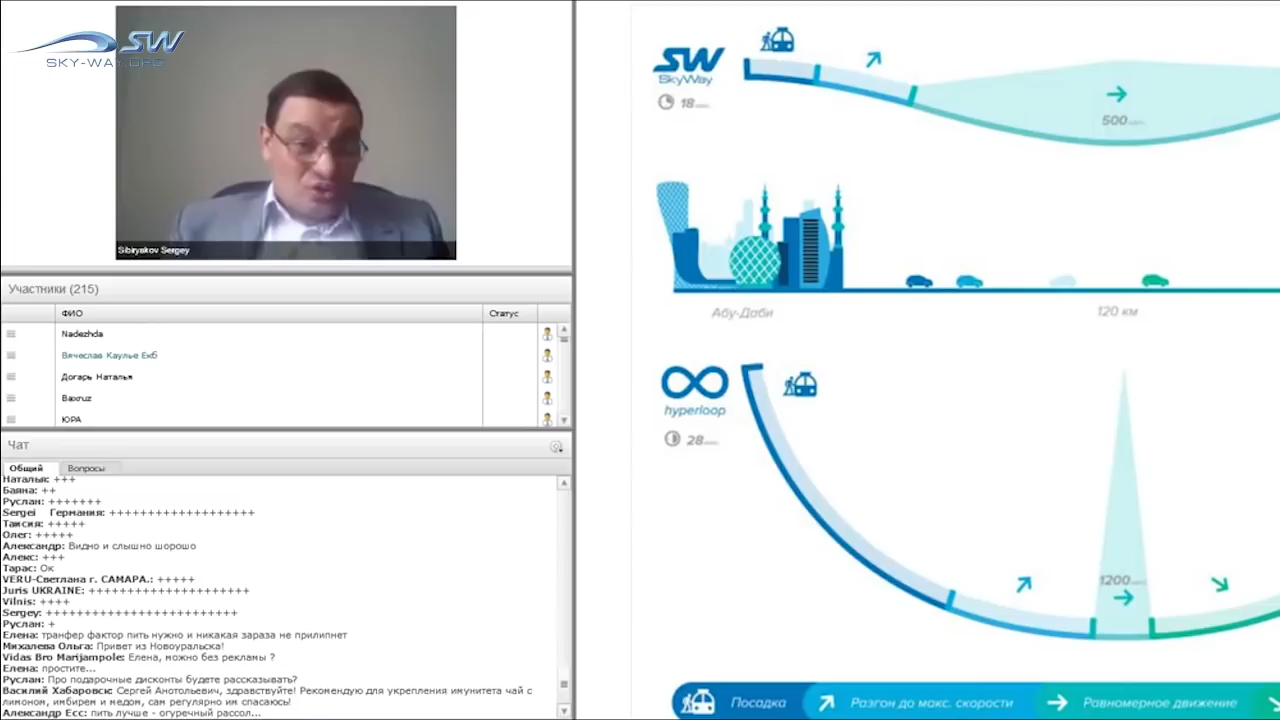 SW
SKY-WAY.ORG
Sibiryakov Sergey
Участники (215)
ФИО
Статус
Nadezhda
Вячеслав Каулье Екб
Догарь Наталья
Baxruz
ЮРА
Чат
Общий
Вопросы
Наталья: +++
Баяна: ++
Руслан: +++++++
Sergei Германия: +++++++++++++++++++
Таисия: +++++
Олег: +++++
Александр: Видно и слышно шорошо
Алекс: +++
Тарас: Ок
VERU-Светлана г. САМАРА.: +++++
Juris UKRAINE: +++++++++++++++++++++
Vilnis: ++++
Sergey: +++++++++++++++++++++++++
Руслан: +
Елена: транфер фактор пить нужно и никакая зараза не прилипнет
Михалева Ольга: Привет из Новоуральска!
Vidas Bro Marijampole: Елена, можно без рекламы ?
Елена: простите...
Руслан: Про подарочные дисконты будете рассказывать?
Василий Хабаровск: Сергей Анотольевич, здравствуйте! Рекомендую для укрепления имунитета чай с
лимоном, имбирем и медом, сам регулярно им спасаюсь!
Александр Есс: пить лучше - огуречный рассол...
SW
SkyWay
18
500
Абу-Даби
120 км
hyperloop
28
1200
Посадка
Разгон до макс. скорости
Равномерное движение